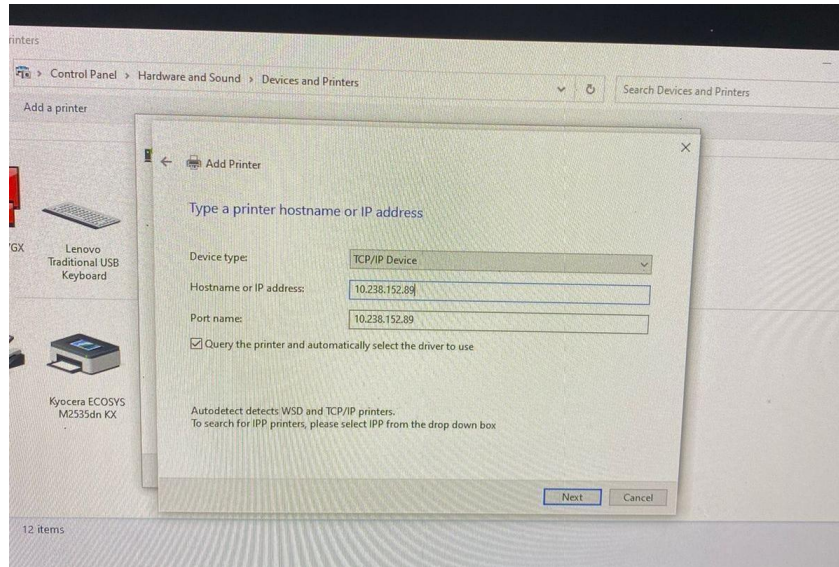 rinters
Control Panel > Hardware and Sound > Devices and Printers
Search Devices and Printers
Add a printer
Add Printer
Type a printer hostname or IP address
Device type:
TCP/IP Device
Hostname or IP address:
10.238.152.89
Port name:
10.238.152.89
Query the printer and automatically select the driver to use
Autodetect detects WSD and TCP/IP printers.
To search for IPP printers, please select IPP from the drop down box
Next
Cancel
GX
Lenovo
Traditional USB
Keyboard
Kyocera ECOSYS
M2535dn KX
12 items